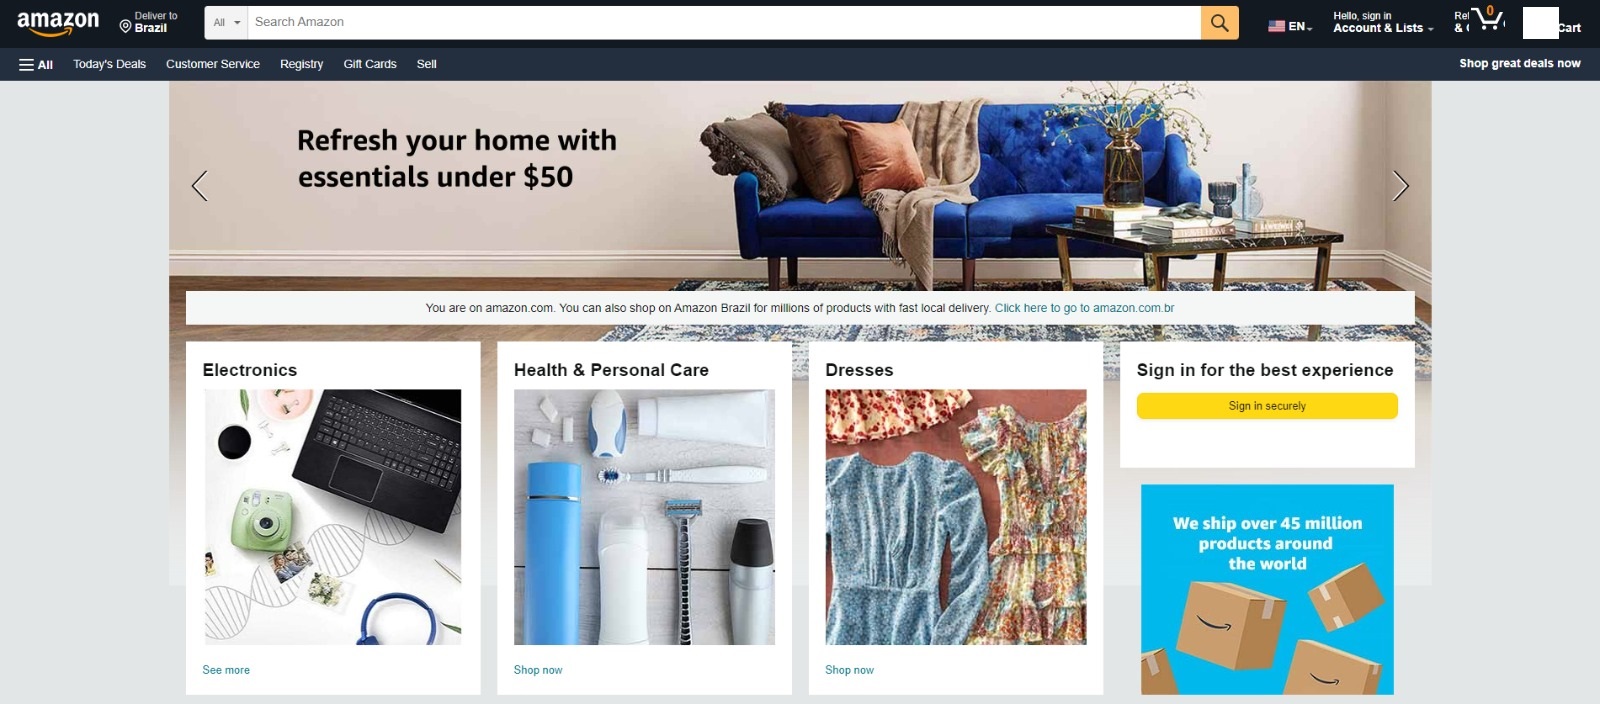 amazon
Deliver to
Brazil
All
Search Amazon
EN
Hello, sign in
Account & Lists
&
0
Cart
All
Today's Deals
Customer Service
Registry
Gift Cards
Sell
Shop great deals now
Refresh your home with
essentials under $50
You are on amazon.com. You can also shop on Amazon Brazil for millions of products with fast local delivery. Click here to go to amazon.com.br
Electronics
See more
Health & Personal Care
Shop now
Dresses
Shop now
Sign in for the best experience
Sign in securely
We ship over 45 million
products around
the world